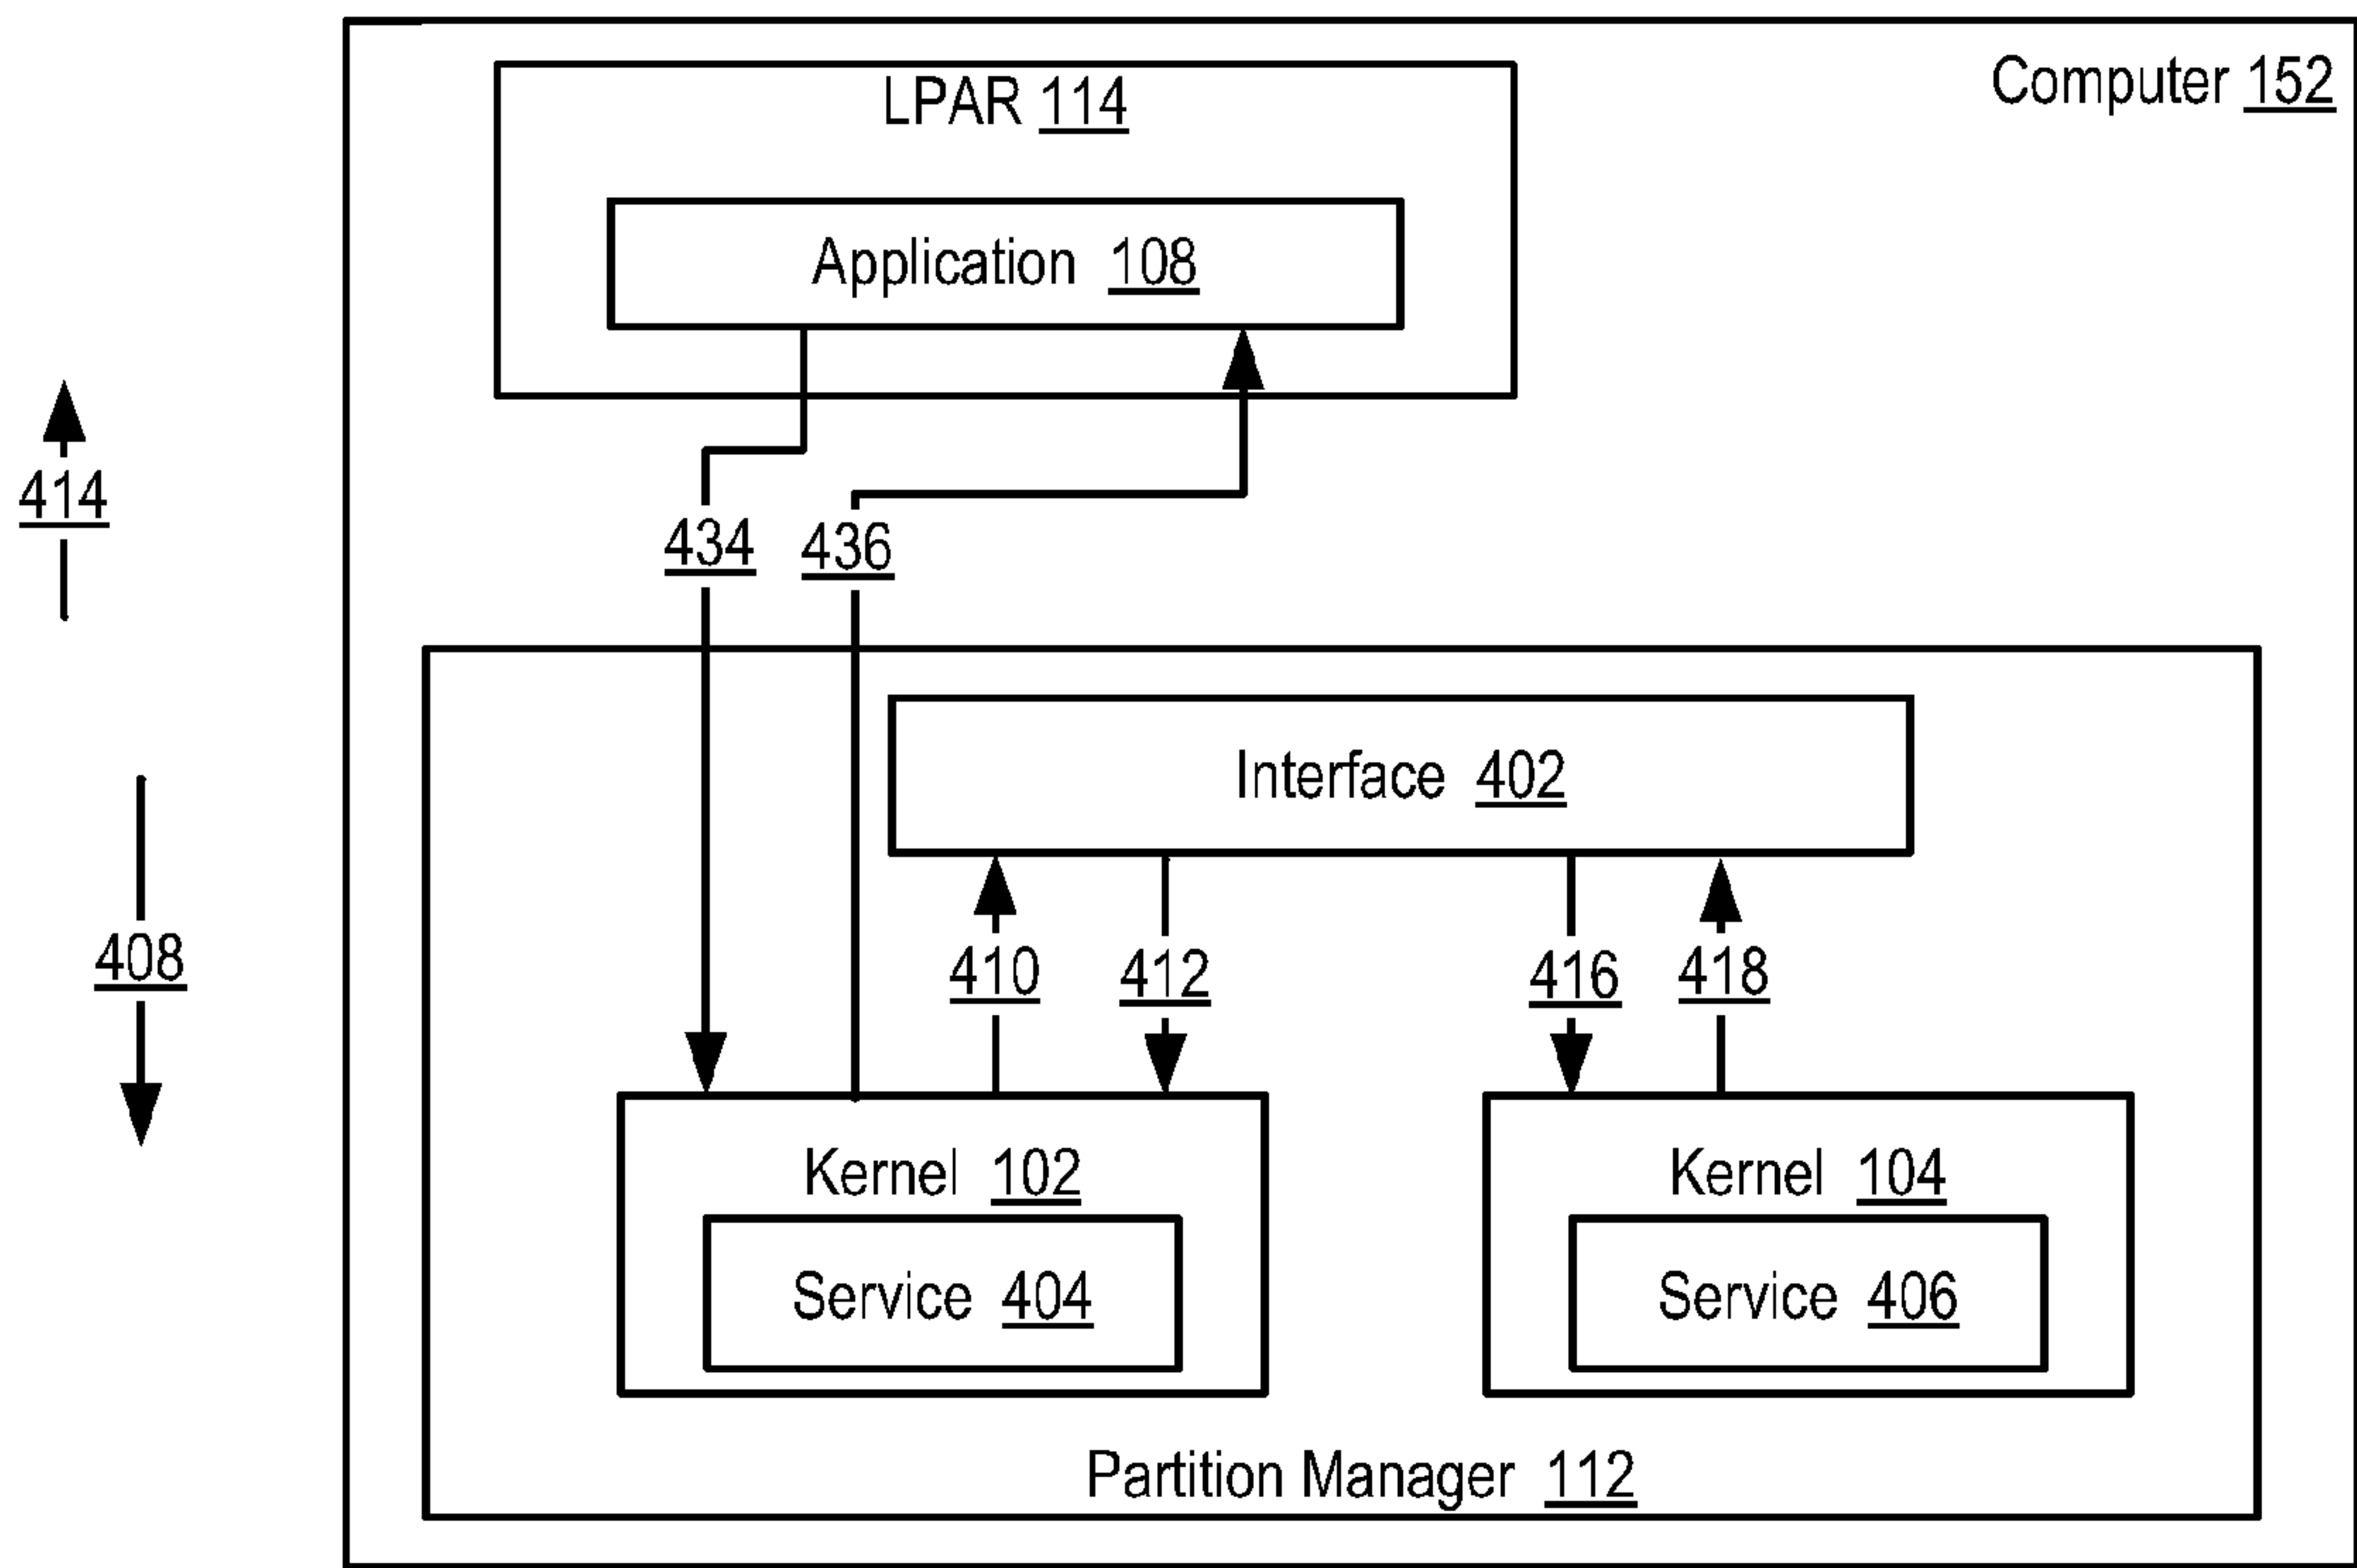 Computer 152
LPAR 114
Application 108
414
434
436
Interface 402
408
410
412
416
418
Kernel 102
Kernel 104
Service 404
Service 406
Partition Manager 112